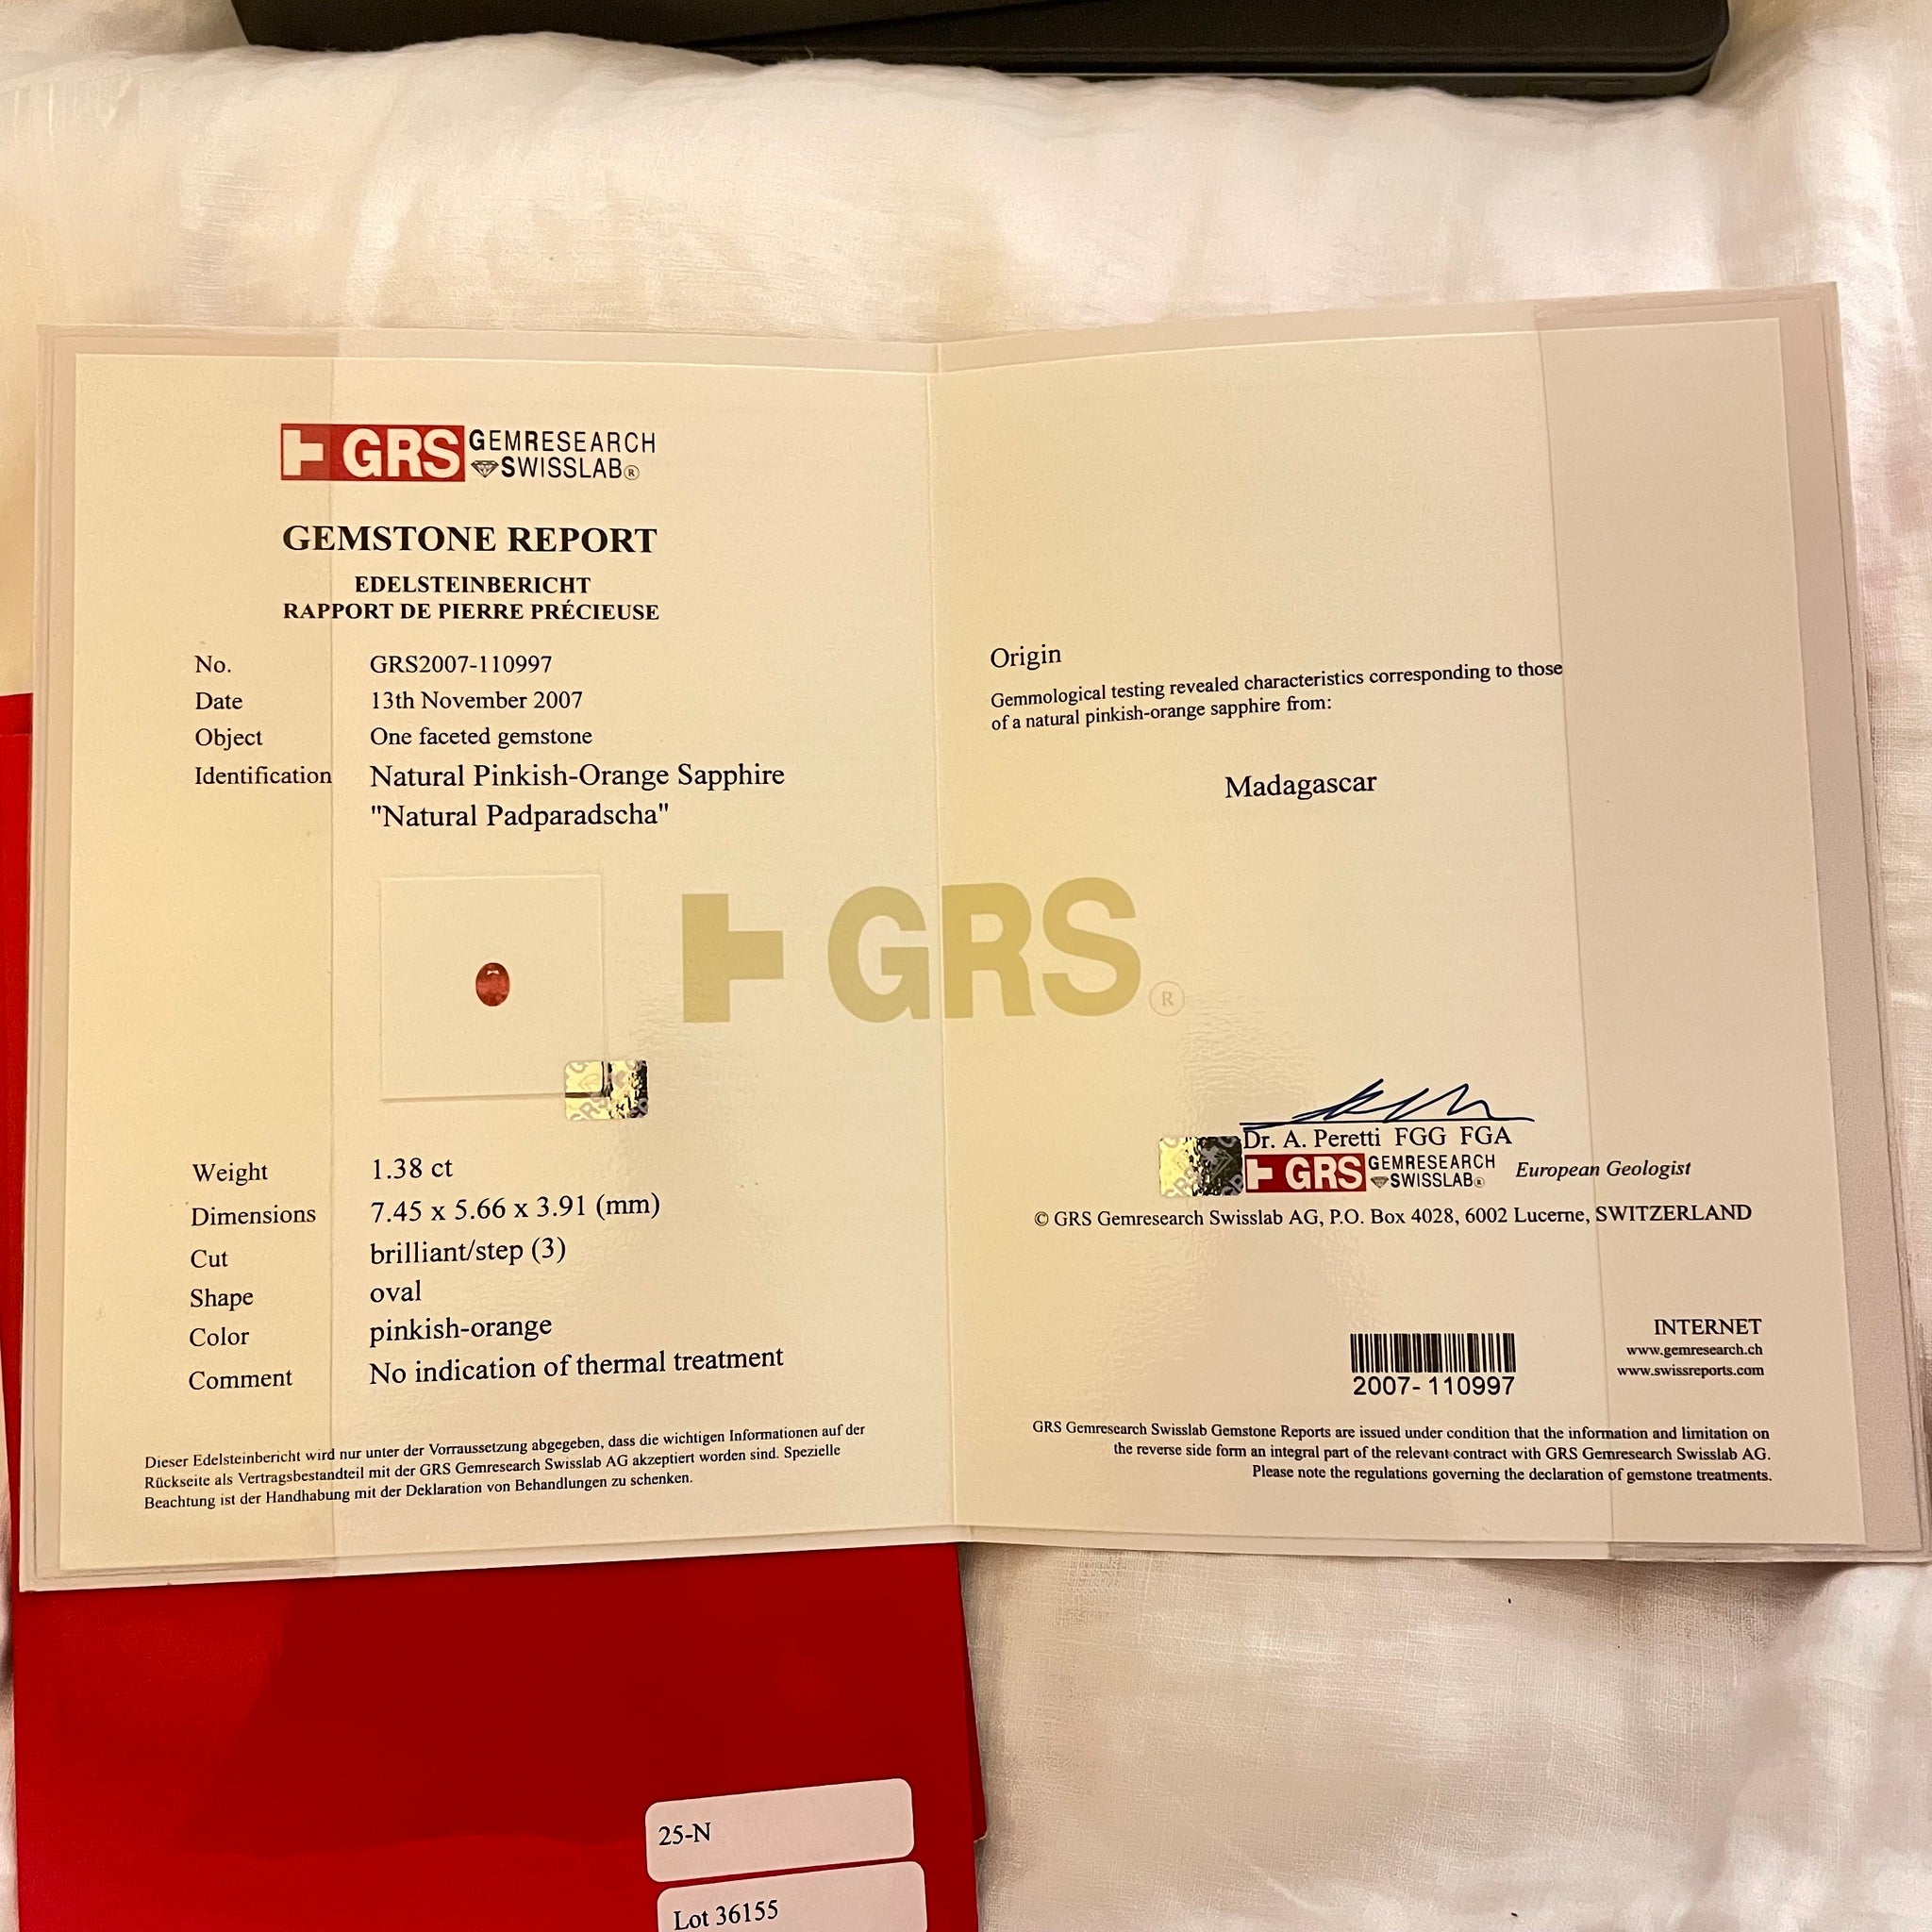 GRS GEMRESEARCH
SWISSLAB®
GEMSTONE REPORT
EDELSTEINBERICHT
RAPPORT DE PIERRE PRÉCIEUSE
No. GRS2007-110997
Date 13th November 2007
Object One faceted gemstone
Identification Natural Pinkish-Orange Sapphire
"Natural Padparadscha"
Weight 1.38 ct
Dimensions 7.45 x 5.66 x 3.91 (mm)
Cut brilliant/step (3)
Shape oval
Color pinkish-orange
Comment No indication of thermal treatment
Dieser Edelsteinbericht wird nur unter der Vorraussetzung abgegeben, dass die wichtigen Informationen auf der
Rückseite als Vertragsbestandteil mit der GRS Gemresearch Swisslab AG akzeptiert worden sind. Spezielle
Beachtung ist der Handhabung mit der Deklaration von Behandlungen zu schenken.
GRS®
Origin
Gemmological testing revealed characteristics corresponding to those
of a natural pinkish-orange sapphire from:
Madagascar
Dr. A. Peretti FGG FGA
GRS GEMRESEARCH
SWISSLAB® European Geologist
© GRS Gemresearch Swisslab AG, P.O. Box 4028, 6002 Lucerne, SWITZERLAND
INTERNET
www.gemresearch.ch
www.swissreports.com
2007-110997
GRS Gemresearch Swisslab Gemstone Reports are issued under condition that the information and limitation on
the reverse side form an integral part of the relevant contract with GRS Gemresearch Swisslab AG.
Please note the regulations governing the declaration of gemstone treatments.
25-N
Lot 36155